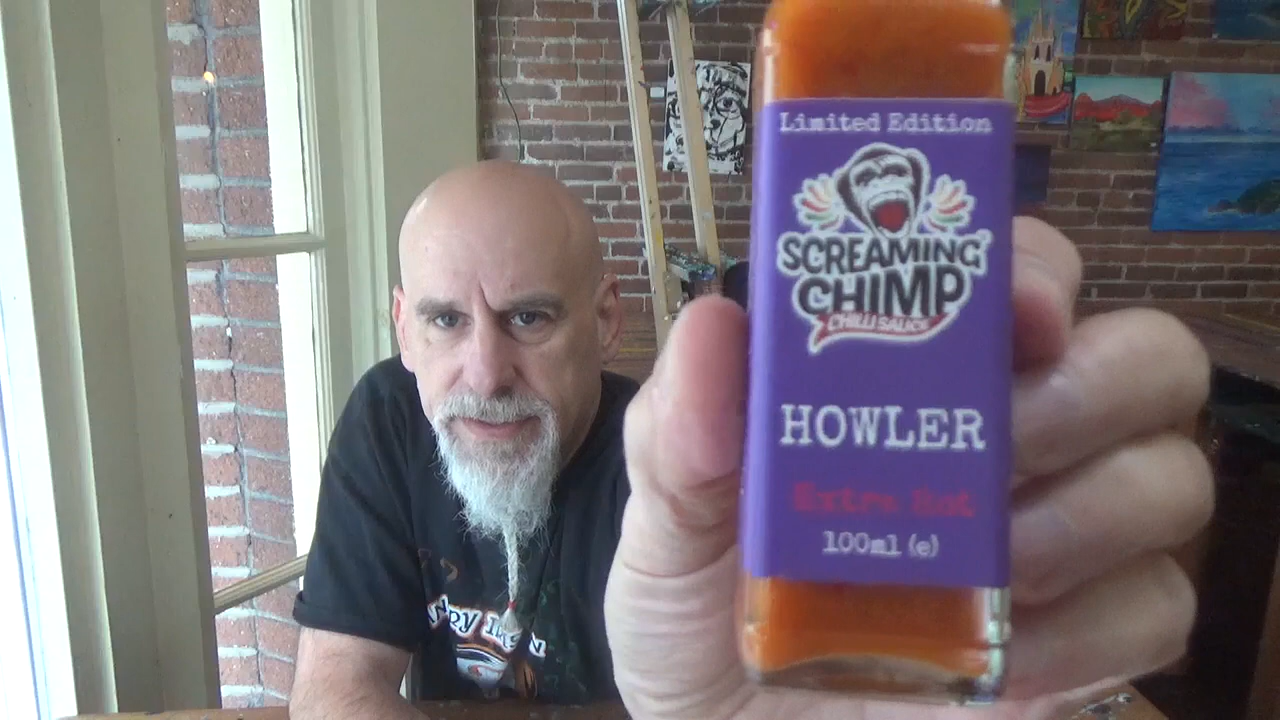 Limited Edition
SCREAMING
CHIMP
CHILLI SAUCE
HOWLER
Extra Hot
100ml (e)